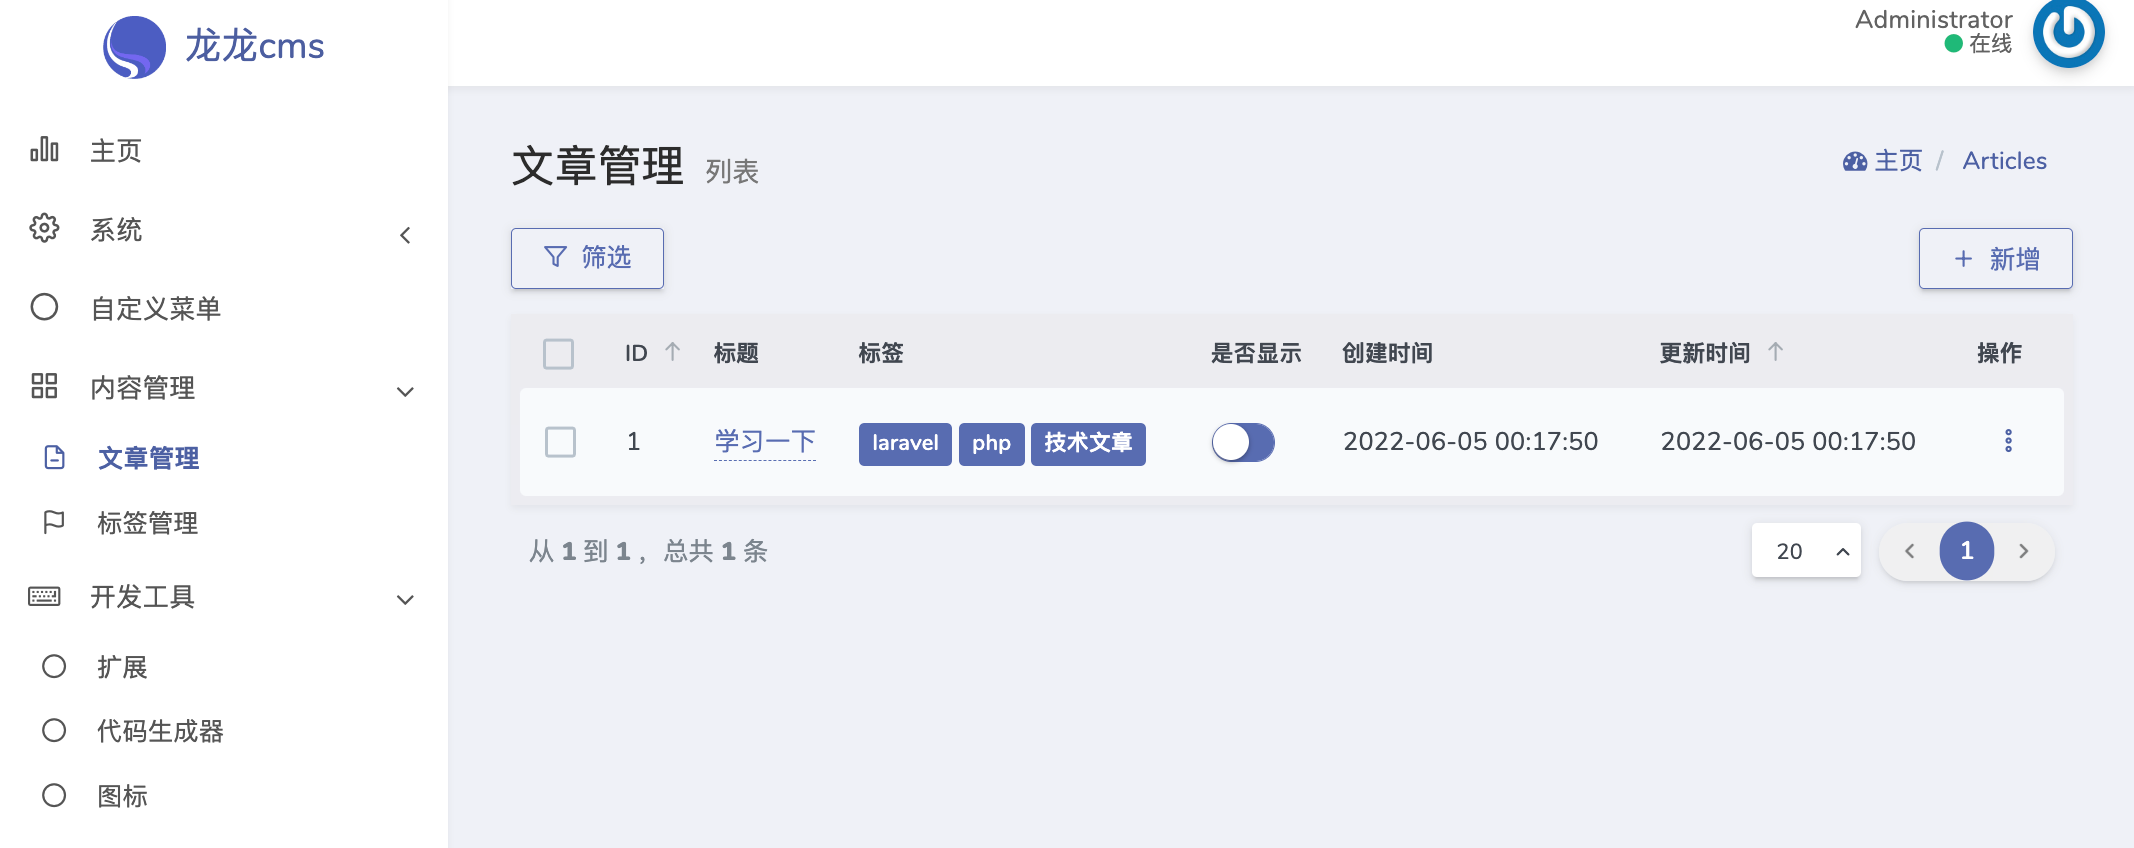 龙龙cms
Administrator
在线
主页
系统
自定义菜单
内容管理
文章管理
标签管理
开发工具
扩展
代码生成器
图标
文章管理 列表
主页 / Articles
筛选
+ 新增
ID 标题 标签 是否显示 创建时间 更新时间 操作
1 学习一下 laravel php 技术文章 2022-06-05 00:17:50 2022-06-05 00:17:50
从 1 到 1 ，总共 1 条
20
1